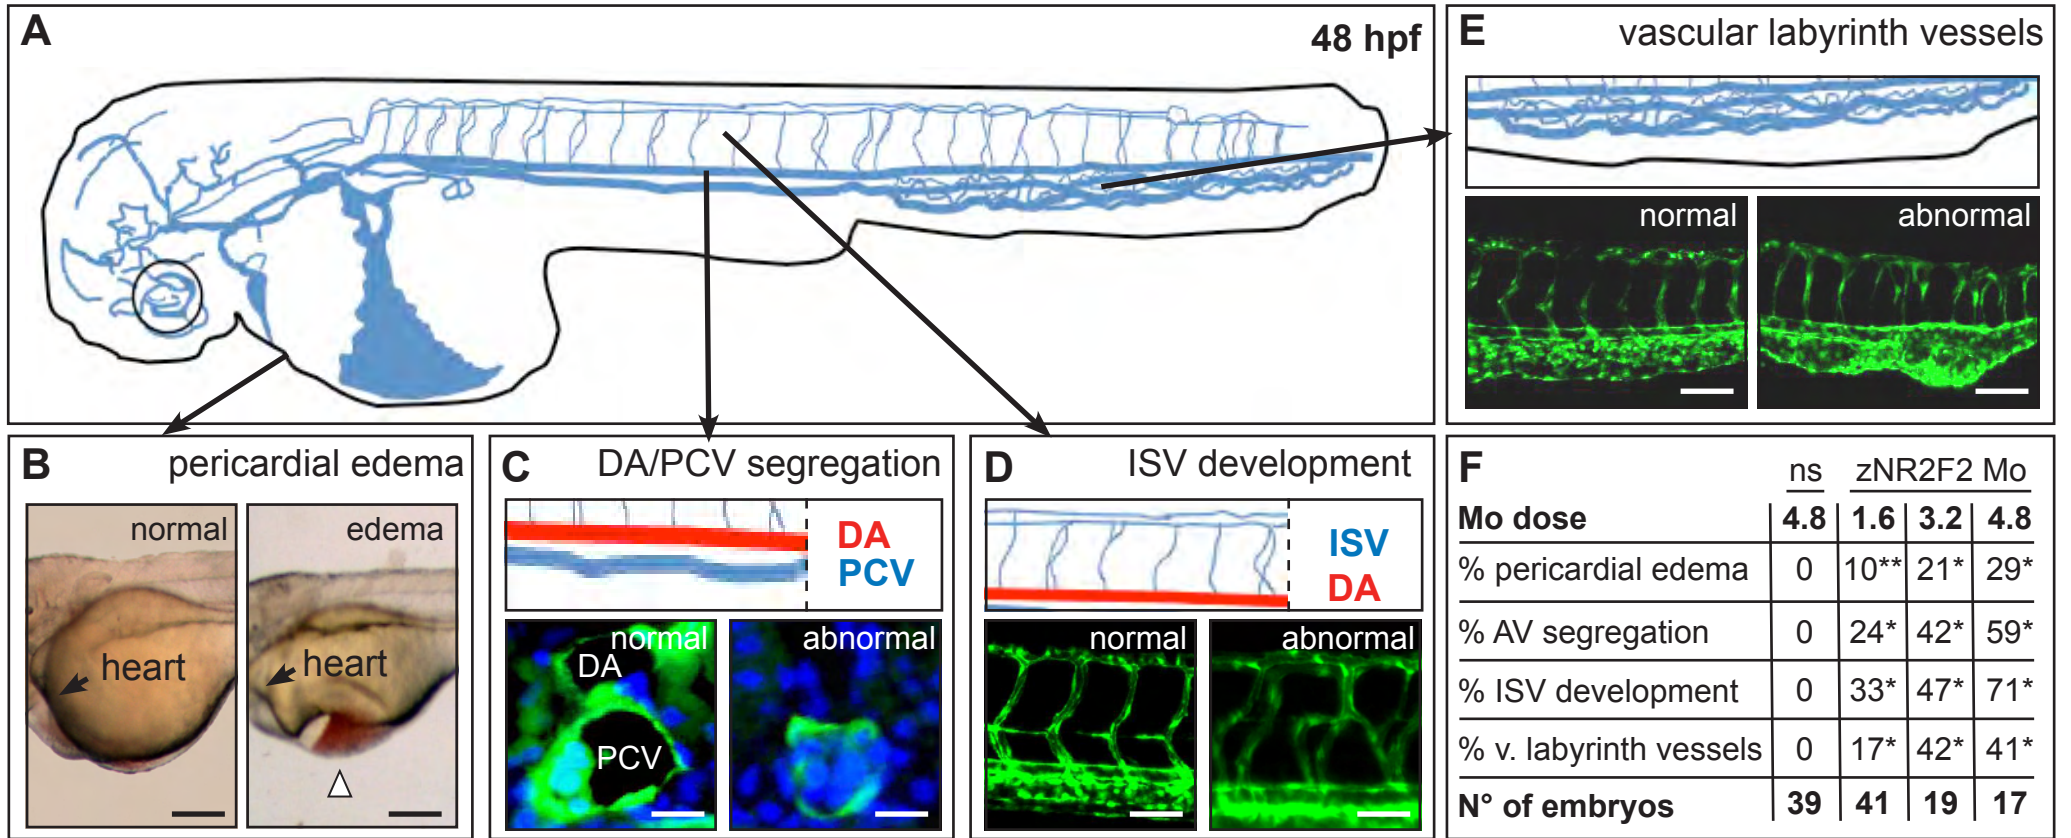 A
48 hpf
B pericardial edema
normal
edema
heart
heart
C DA/PCV segregation
DA
PCV
normal
abnormal
DA
PCV
D ISV development
ISV
DA
normal
abnormal
E vascular labyrinth vessels
normal
abnormal
F ns zNR2F2 Mo
Mo dose 4.8 1.6 3.2 4.8
% pericardial edema 0 10** 21* 29*
% AV segregation 0 24* 42* 59*
% ISV development 0 33* 47* 71*
% v. labyrinth vessels 0 17* 42* 41*
N° of embryos 39 41 19 17